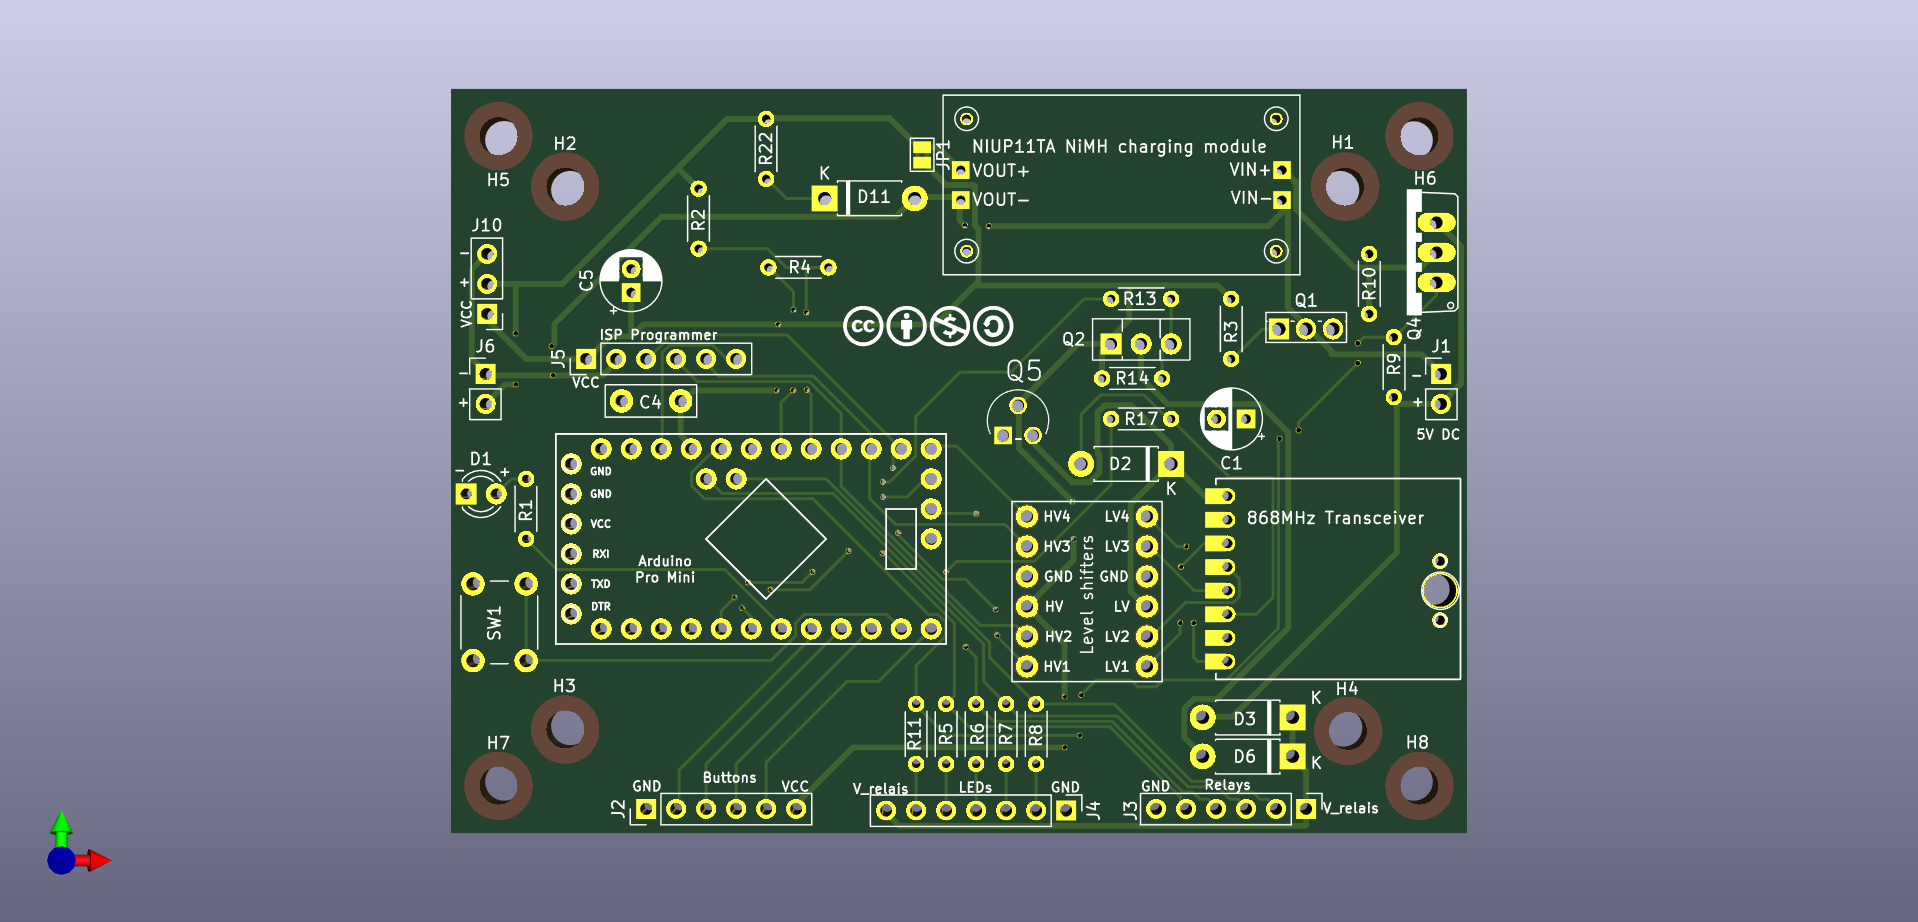 H5
H2
R22
K
D11
JP1
NIUP11TA NiMH charging module
VOUT+
VOUT-
VIN+
VIN-
H1
H6
J10
-
+
VCC
C5
+
R2
R4
R13
Q2
R14
R17
R3
Q1
R10
Q4
R9
J1
-
+
5V DC
J6
-
+
J5
ISP Programmer
VCC
C4
cc
Q5
D2
K
C1
+
D1
-
+
R1
SW1
GND
GND
VCC
RXI
TXD
DTR
Arduino
Pro Mini
HV4
HV3
GND
HV
HV2
HV1
Level shifters
LV4
LV3
GND
LV
LV2
LV1
868MHz Transceiver
H3
H7
H4
H8
D3
K
D6
K
R11
R5
R6
R7
R8
J2
GND
Buttons
VCC
V_relais
LEDs
GND
J4
J3
GND
Relays
V_relais